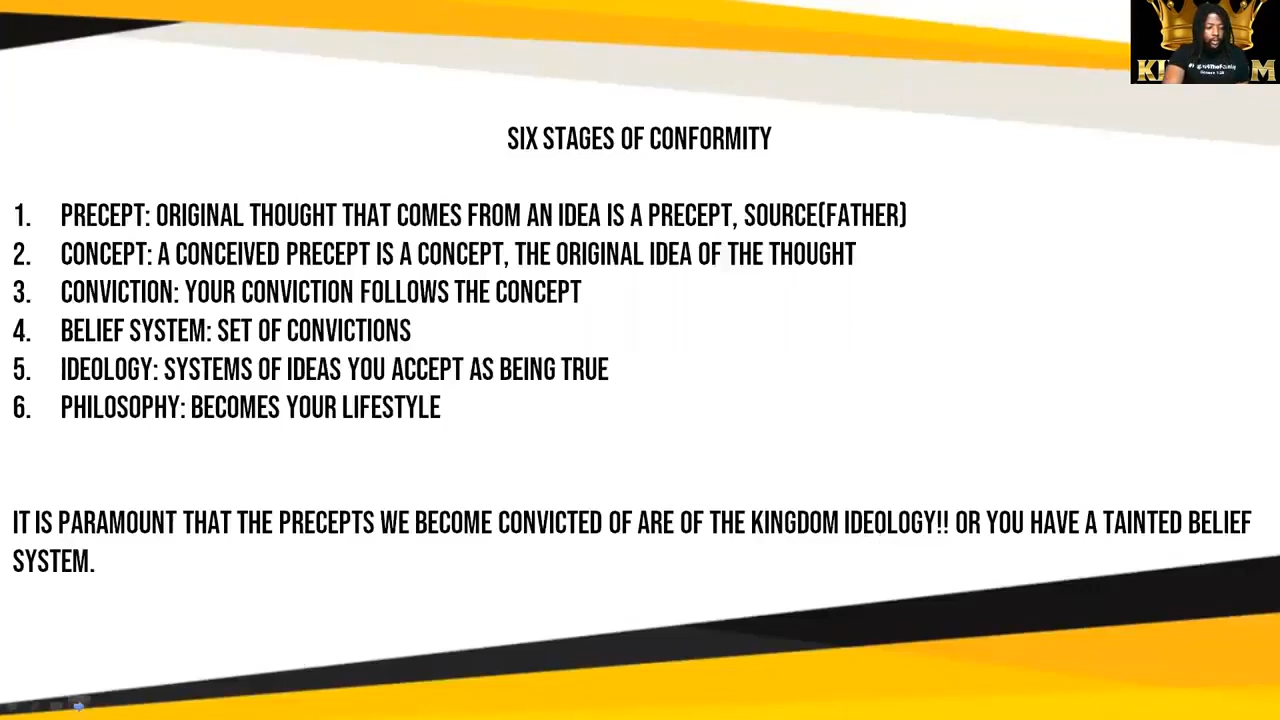 SIX STAGES OF CONFORMITY
1. PRECEPT: ORIGINAL THOUGHT THAT COMES FROM AN IDEA IS A PRECEPT, SOURCE(FATHER)
2. CONCEPT: A CONCEIVED PRECEPT IS A CONCEPT, THE ORIGINAL IDEA OF THE THOUGHT
3. CONVICTION: YOUR CONVICTION FOLLOWS THE CONCEPT
4. BELIEF SYSTEM: SET OF CONVICTIONS
5. IDEOLOGY: SYSTEMS OF IDEAS YOU ACCEPT AS BEING TRUE
6. PHILOSOPHY: BECOMES YOUR LIFESTYLE
IT IS PARAMOUNT THAT THE PRECEPTS WE BECOME CONVICTED OF ARE OF THE KINGDOM IDEOLOGY!! OR YOU HAVE A TAINTED BELIEF
SYSTEM.